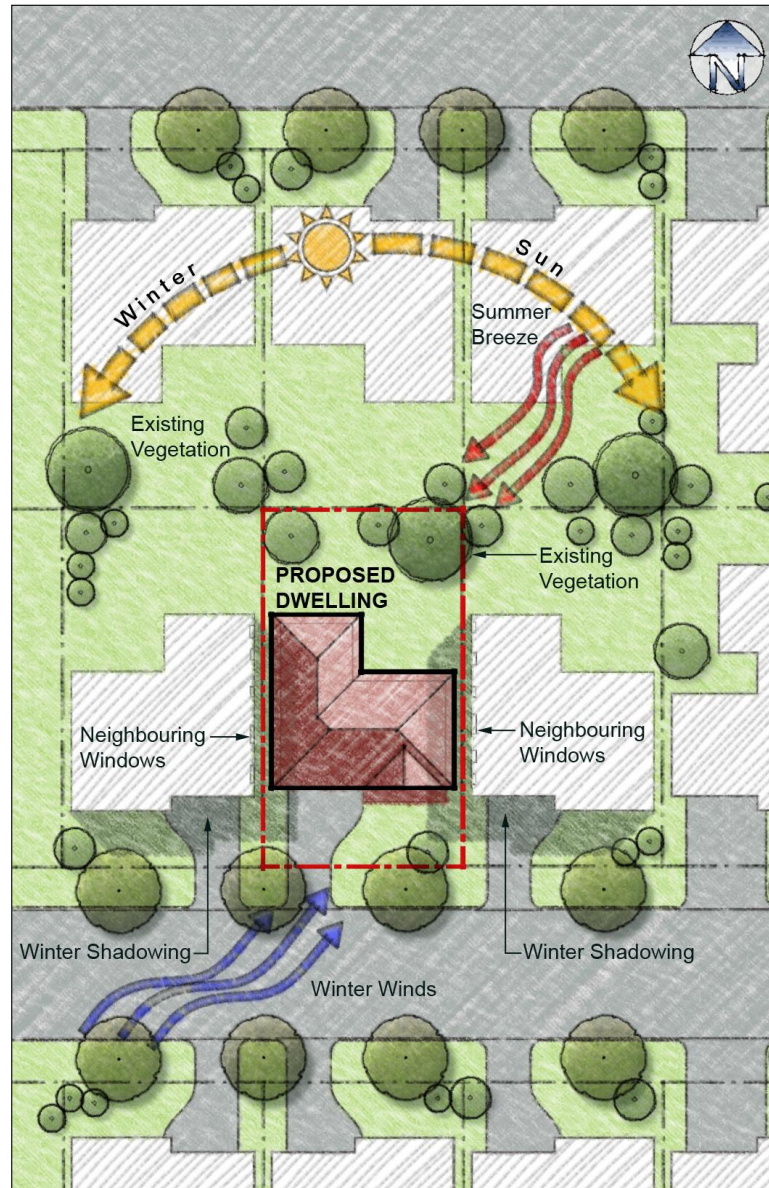 N
Winter
Sun
Summer
Breeze
Existing
Vegetation
Existing
Vegetation
PROPOSED
DWELLING
Neighbouring
Windows
Neighbouring
Windows
Winter Shadowing
Winter Shadowing
Winter Winds